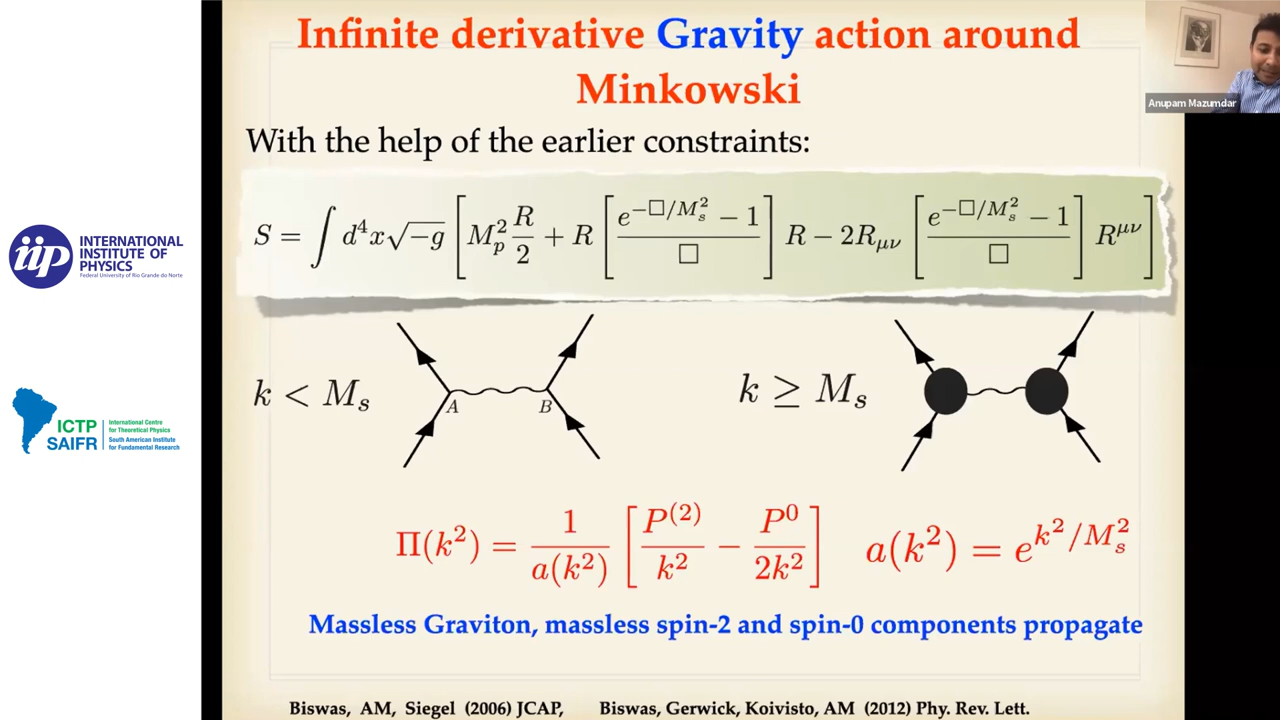 Infinite derivative Gravity action around
Minkowski
Anupam Mazumdar
With the help of the earlier constraints:
S = ∫ d⁴x√−g [ M_p² R/2 + R [ (e^{−□/M_s²} − 1)/□ ] R − 2R_{μν} [ (e^{−□/M_s²} − 1)/□ ] R^{μν} ]
INTERNATIONAL
INSTITUTE OF
PHYSICS
Federal University of Rio Grande do Norte
iip
k < M_s
A
B
k ≥ M_s
ICTP
SAIFR
International Centre
for Theoretical Physics
South American Institute
for Fundamental Research
Π(k²) = 1/a(k²) [ P^{(2)}/k² − P⁰/2k² ]   a(k²) = e^{k²/M_s²}
Massless Graviton, massless spin-2 and spin-0 components propagate
Biswas, AM, Siegel (2006) JCAP,   Biswas, Gerwick, Koivisto, AM (2012) Phy. Rev. Lett.